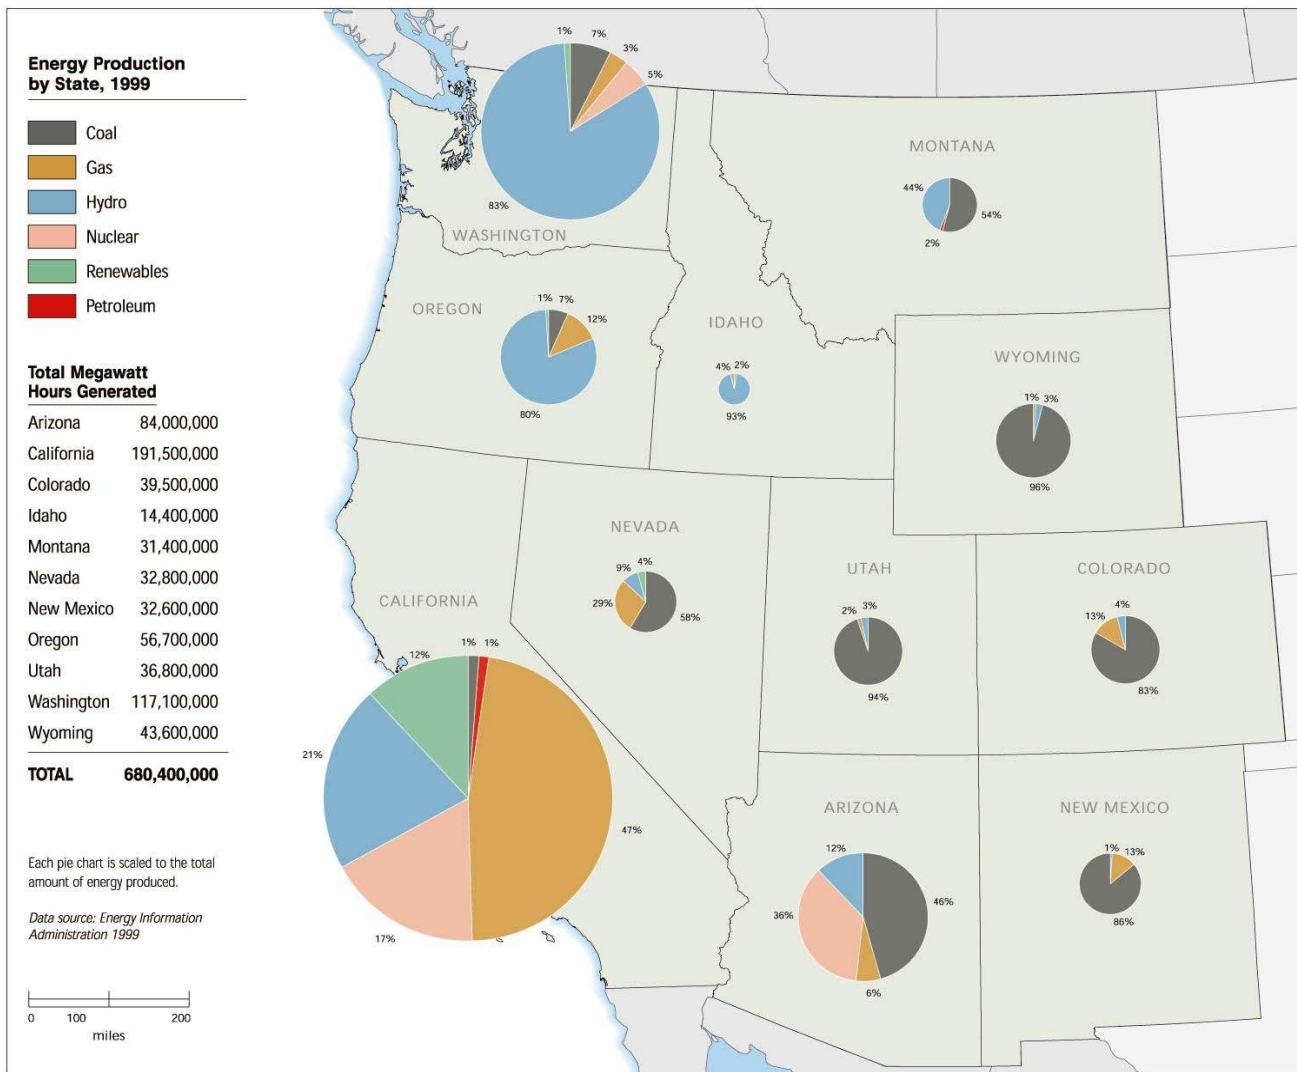 Energy Production
by State, 1999
Coal
Gas
Hydro
Nuclear
Renewables
Petroleum
Total Megawatt
Hours Generated
Arizona 84,000,000
California 191,500,000
Colorado 39,500,000
Idaho 14,400,000
Montana 31,400,000
Nevada 32,800,000
New Mexico 32,600,000
Oregon 56,700,000
Utah 36,800,000
Washington 117,100,000
Wyoming 43,600,000
TOTAL 680,400,000
Each pie chart is scaled to the total
amount of energy produced.
Data source: Energy Information
Administration 1999
0 100 200
miles
1% 7% 3% 5%
83%
WASHINGTON
MONTANA
44% 54%
2%
OREGON
1% 7% 12%
80%
IDAHO
4% 2%
93%
WYOMING
1% 3%
96%
NEVADA
9% 4%
29% 58%
UTAH
2% 3%
94%
COLORADO
13% 4%
83%
CALIFORNIA
12% 1% 1%
21% 47%
17%
ARIZONA
12% 46%
36%
6%
NEW MEXICO
1% 13%
86%